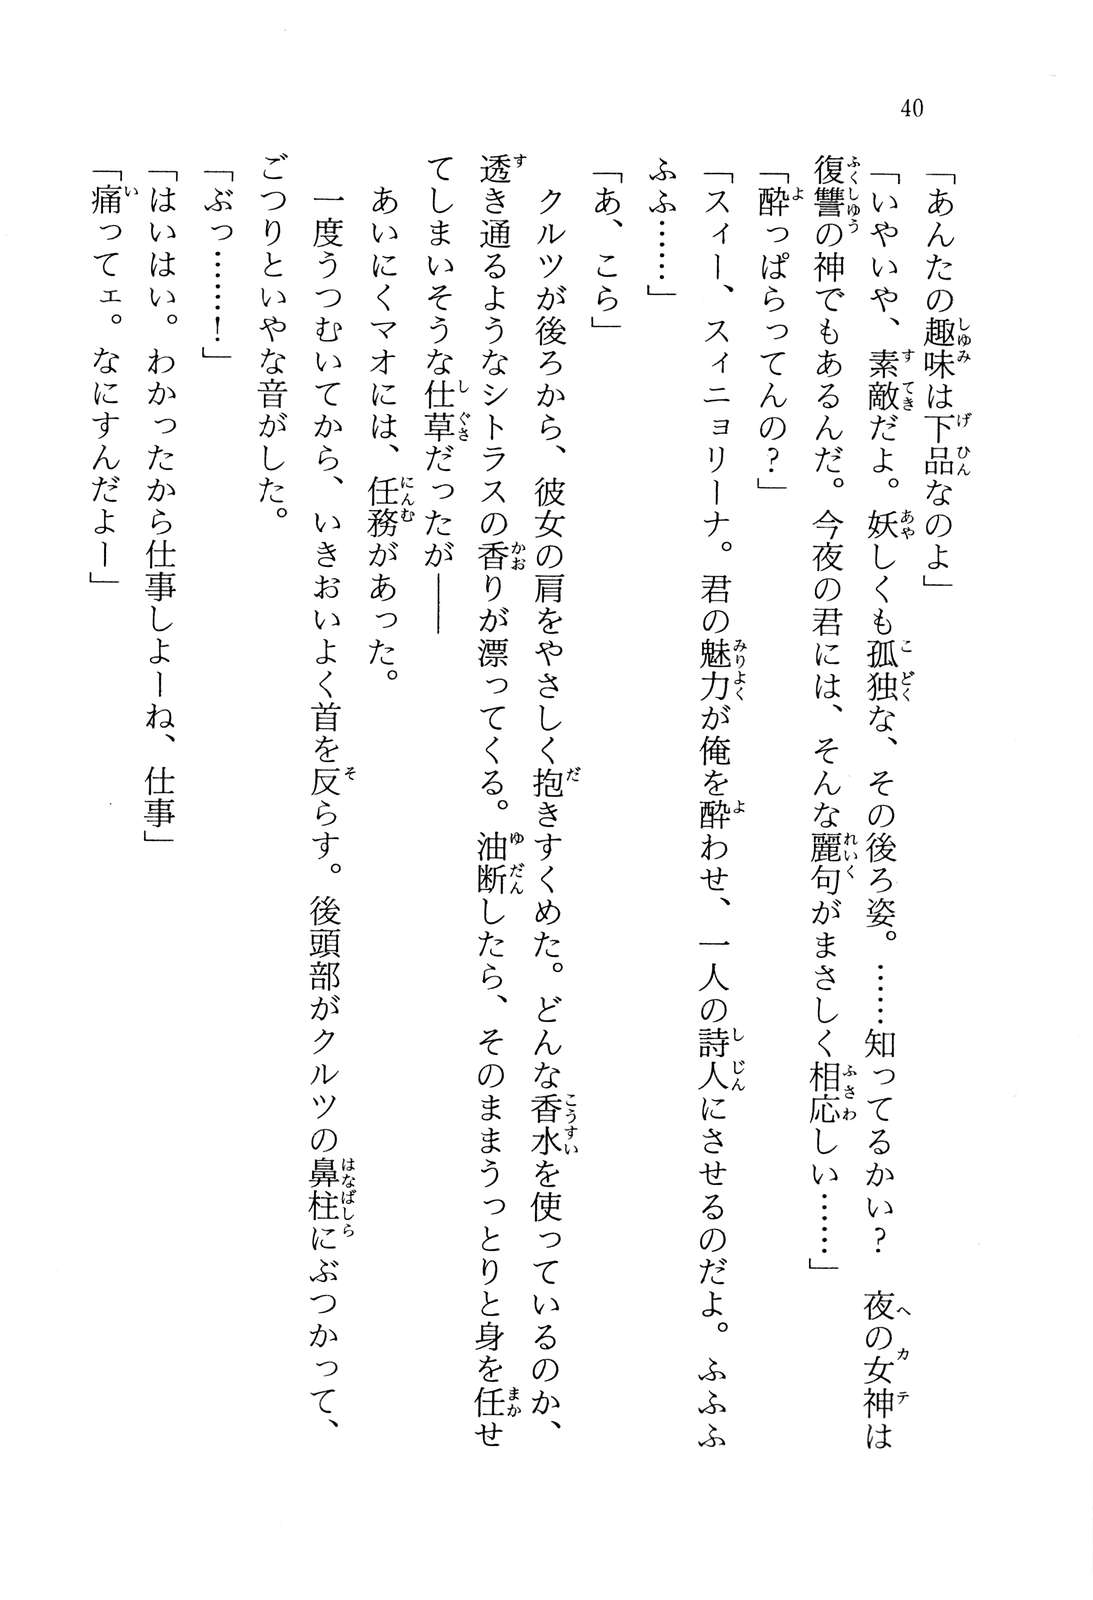 40
「あんたの趣味は下品なのよ」
「いやいや、素敵だよ。妖しくも孤独な、その後ろ姿。……知ってるかい？　夜の女神は
復讐の神でもあるんだ。今夜の君には、そんな麗句がまさしく相応しい……」
「酔っぱらってんの？」
「スィー、スィニョリーナ。君の魅力が俺を酔わせ、一人の詩人にさせるのだよ。ふふふ
ふふ……」
「あ、こら」
　クルツが後ろから、彼女の肩をやさしく抱きすくめた。どんな香水を使っているのか、
透き通るようなシトラスの香りが漂ってくる。油断したら、そのままうっとりと身を任せ
てしまいそうな仕草だったが――
　あいにくマオには、任務があった。
　一度うつむいてから、いきおいよく首を反らす。後頭部がクルツの鼻柱にぶつかって、
ごつりといやな音がした。
「ぶっ……！」
「はいはい。わかったから仕事しよーね、仕事」
「痛ってェ。なにすんだよー」